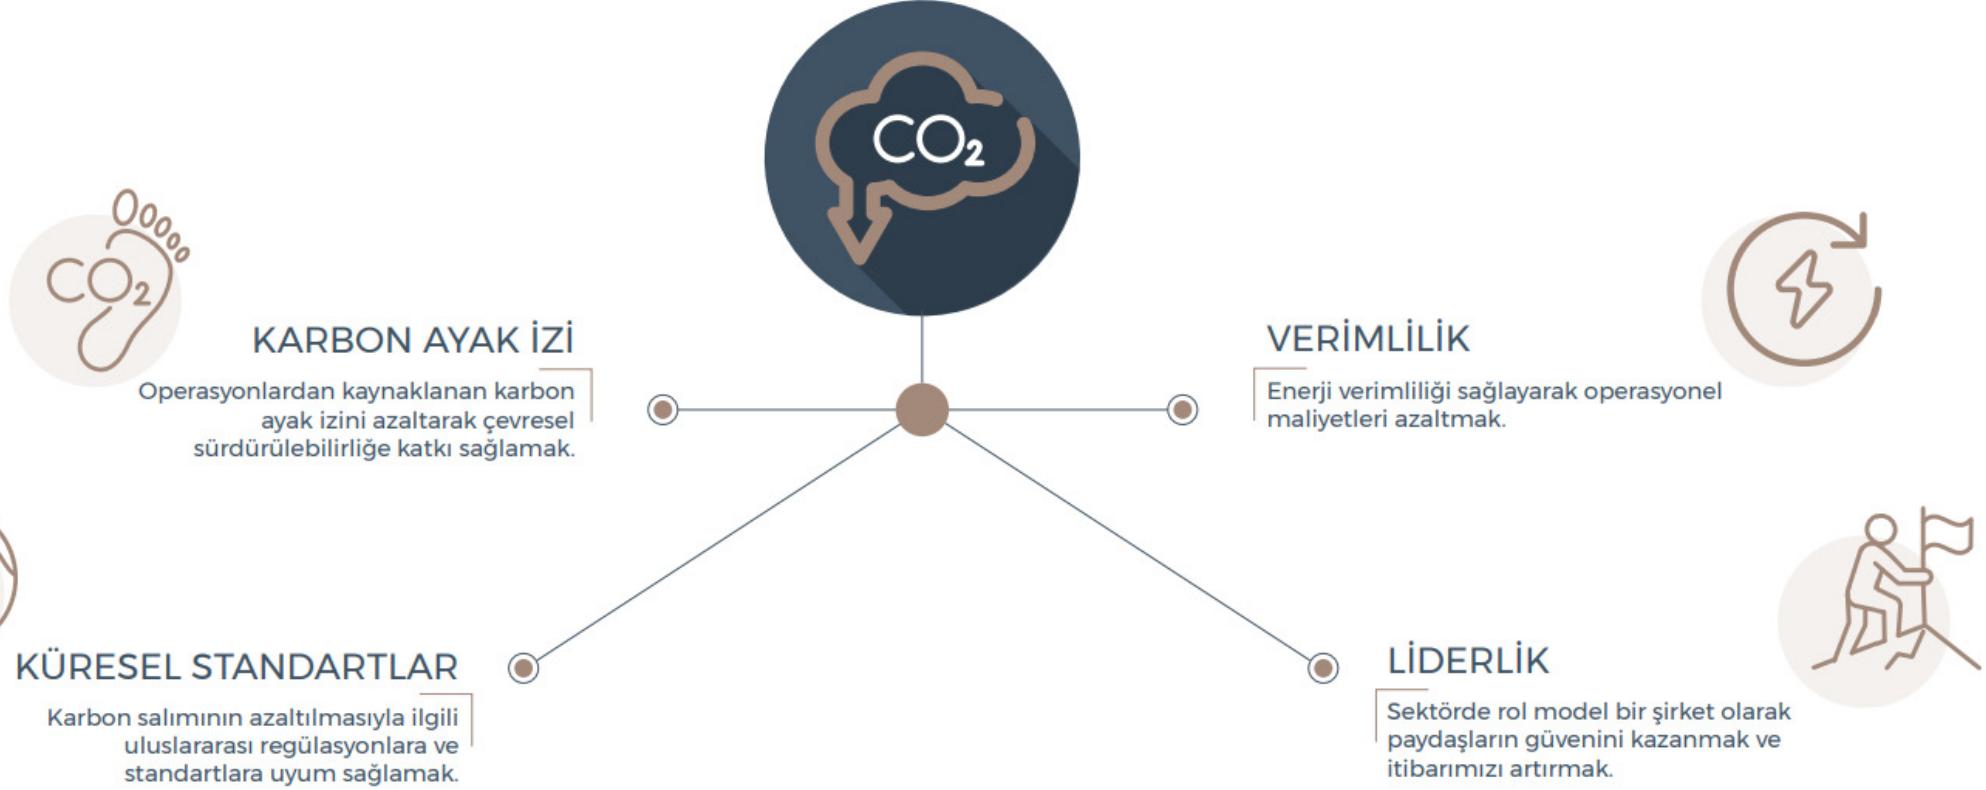 CO₂
CO₂
KARBON AYAK İZİ
Operasyonlardan kaynaklanan karbon
ayak izini azaltarak çevresel
sürdürülebilirliğe katkı sağlamak.
VERİMLİLİK
Enerji verimliliği sağlayarak operasyonel
maliyetleri azaltmak.
KÜRESEL STANDARTLAR
Karbon salımının azaltılmasıyla ilgili
uluslararası regülasyonlara ve
standartlara uyum sağlamak.
LİDERLİK
Sektörde rol model bir şirket olarak
paydaşların güvenini kazanmak ve
itibarımızı artırmak.